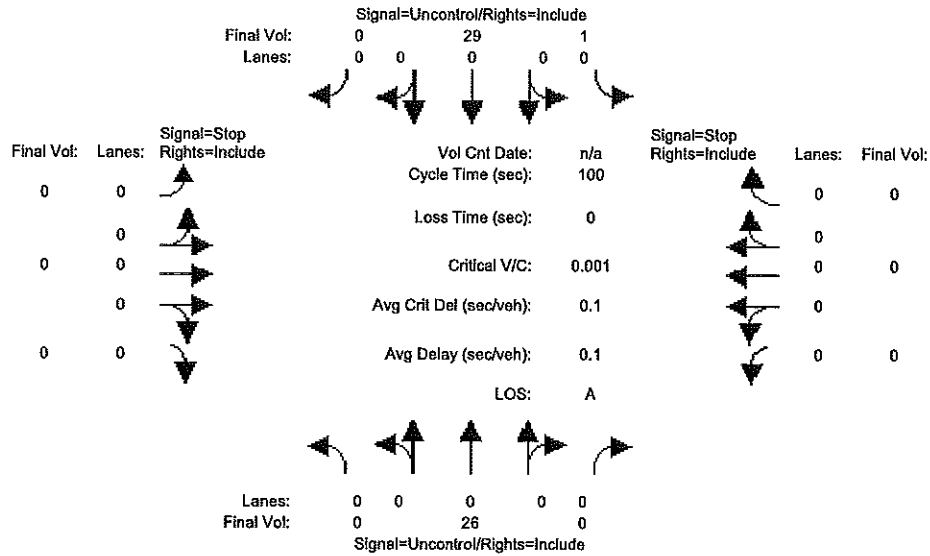 Signal=Uncontrol/Rights=Include
Final Vol: 0 29 1
Lanes: 0 0 0 0 0
Signal=Stop
Final Vol: Lanes: Rights=Include
Vol Cnt Date: n/a
Signal=Stop
Rights=Include Lanes: Final Vol:
Cycle Time (sec): 100
0 0
0 0
Loss Time (sec): 0
0
0
0 0
Critical V/C: 0.001
0 0
0
Avg Crit Del (sec/veh): 0.1
0
0 0
Avg Delay (sec/veh): 0.1
0 0
LOS: A
Lanes: 0 0 0 0 0
Final Vol: 0 26 0
Signal=Uncontrol/Rights=Include